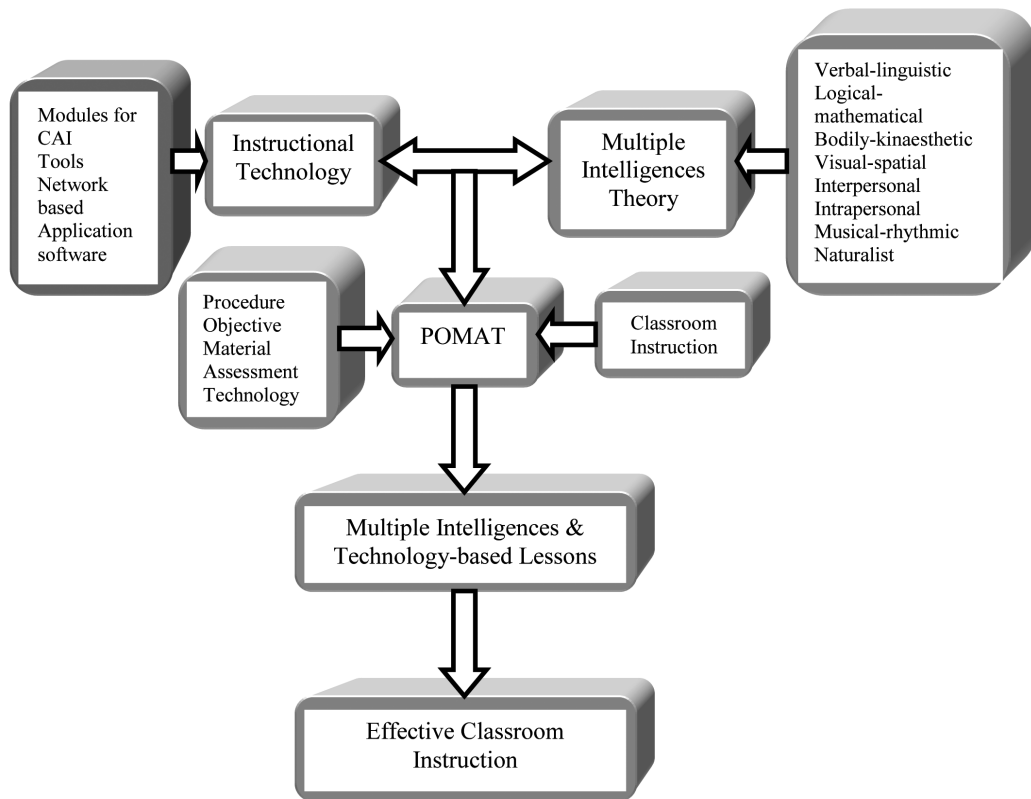 Modules for
CAI
Tools
Network
based
Application
software
Instructional
Technology
Multiple
Intelligences
Theory
Verbal-linguistic
Logical-
mathematical
Bodily-kinaesthetic
Visual-spatial
Interpersonal
Intrapersonal
Musical-rhythmic
Naturalist
Procedure
Objective
Material
Assessment
Technology
POMAT
Classroom
Instruction
Multiple Intelligences &
Technology-based Lessons
Effective Classroom
Instruction